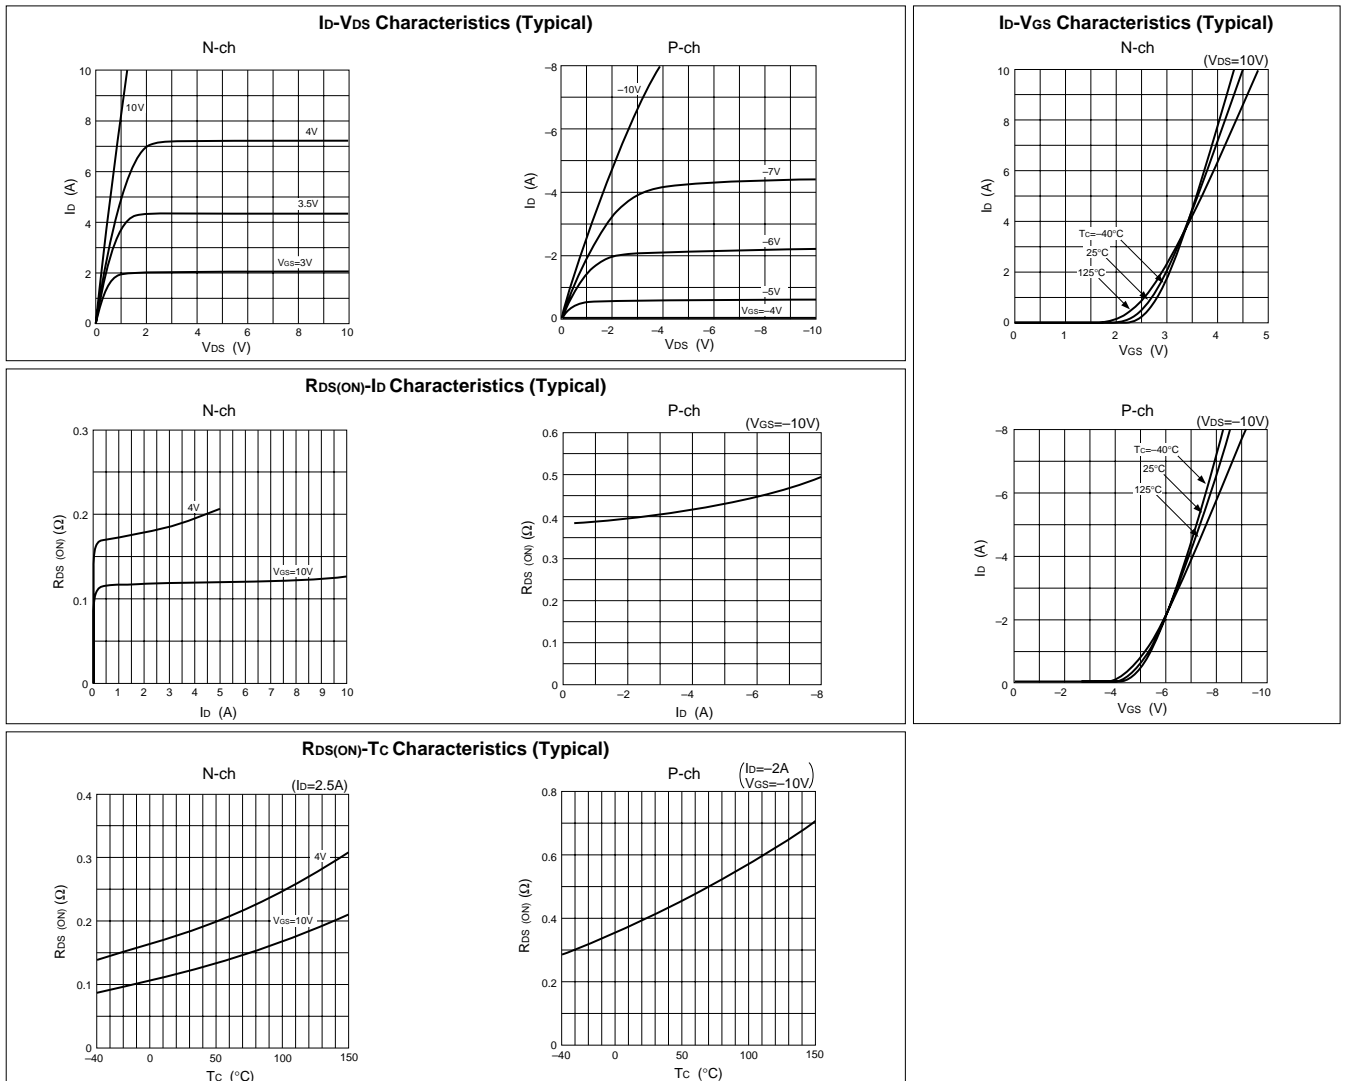 ID-VDS Characteristics (Typical)
N-ch
10
8
6
4
2
0
ID (A)
10V
4V
3.5V
VGS=3V
0 2 4 6 8 10
VDS (V)
P-ch
–8
–6
–4
–2
0
ID (A)
–10V
–7V
–6V
–5V
VGS=–4V
0 –2 –4 –6 –8 –10
VDS (V)
RDS(ON)-ID Characteristics (Typical)
N-ch
0.3
0.2
0.1
0
RDS (ON) (Ω)
4V
VGS=10V
0 1 2 3 4 5 6 7 8 9 10
ID (A)
P-ch
(VGS=–10V)
0.6
0.5
0.4
0.3
0.2
0.1
0
RDS (ON) (Ω)
0 –2 –4 –6 –8
ID (A)
RDS(ON)-TC Characteristics (Typical)
N-ch
(ID=2.5A)
0.4
0.3
0.2
0.1
0
RDS (ON) (Ω)
4V
VGS=10V
–40 0 50 100 150
TC (°C)
P-ch
(ID=–2A
VGS=–10V)
0.8
0.6
0.4
0.2
0
RDS (ON) (Ω)
–40 0 50 100 150
TC (°C)
ID-VGS Characteristics (Typical)
N-ch
(VDS=10V)
10
8
6
4
2
0
ID (A)
TC=–40°C
25°C
125°C
0 1 2 3 4 5
VGS (V)
P-ch
(VDS=–10V)
–8
–6
–4
–2
0
ID (A)
TC=–40°C
25°C
125°C
0 –2 –4 –6 –8 –10
VGS (V)